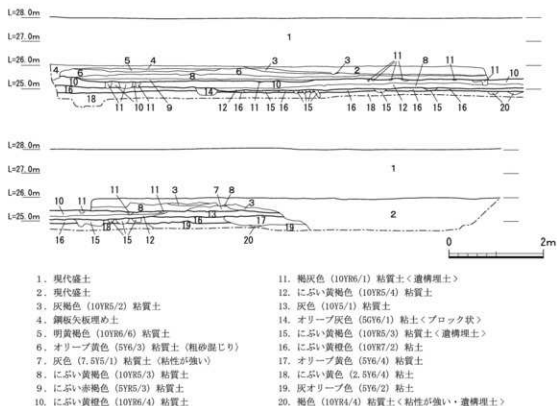 L=28.0m
1
L=27.0m
L=26.0m
L=25.0m
L=28.0m
1
L=27.0m
L=26.0m
2
L=25.0m
0 2m
1. 現代盛土
2. 現代盛土
3. 灰褐色（10YR5/2）粘質土
4. 鋼板矢板埋め土
5. 明黄褐色（10YR6/6）粘質土
6. オリーブ黄色（5Y6/3）粘質土（粗砂混じり）
7. 灰色（7.5Y5/1）粘質土（粘性が強い）
8. にぶい黄褐色（10YR5/3）粘質土
9. にぶい赤褐色（5YR5/3）粘質土
10. にぶい黄橙色（10YR6/4）粘質土
11. 褐灰色（10YR6/1）粘質土＜遺構埋土＞
12. にぶい黄褐色（10YR5/4）粘質土
13. 灰色（10Y5/1）粘質土
14. オリーブ灰色（5GY6/1）粘土＜ブロック状＞
15. にぶい黄褐色（10YR5/3）粘質土＜遺構埋土＞
16. にぶい黄橙色（10YR7/2）粘土
17. オリーブ黄色（5Y6/4）粘質土
18. にぶい黄色（2.5Y6/4）粘土
19. 灰オリーブ色（5Y6/2）粘土
20. 褐色（10YR4/4）粘質土＜粘性が強い・遺構埋土＞